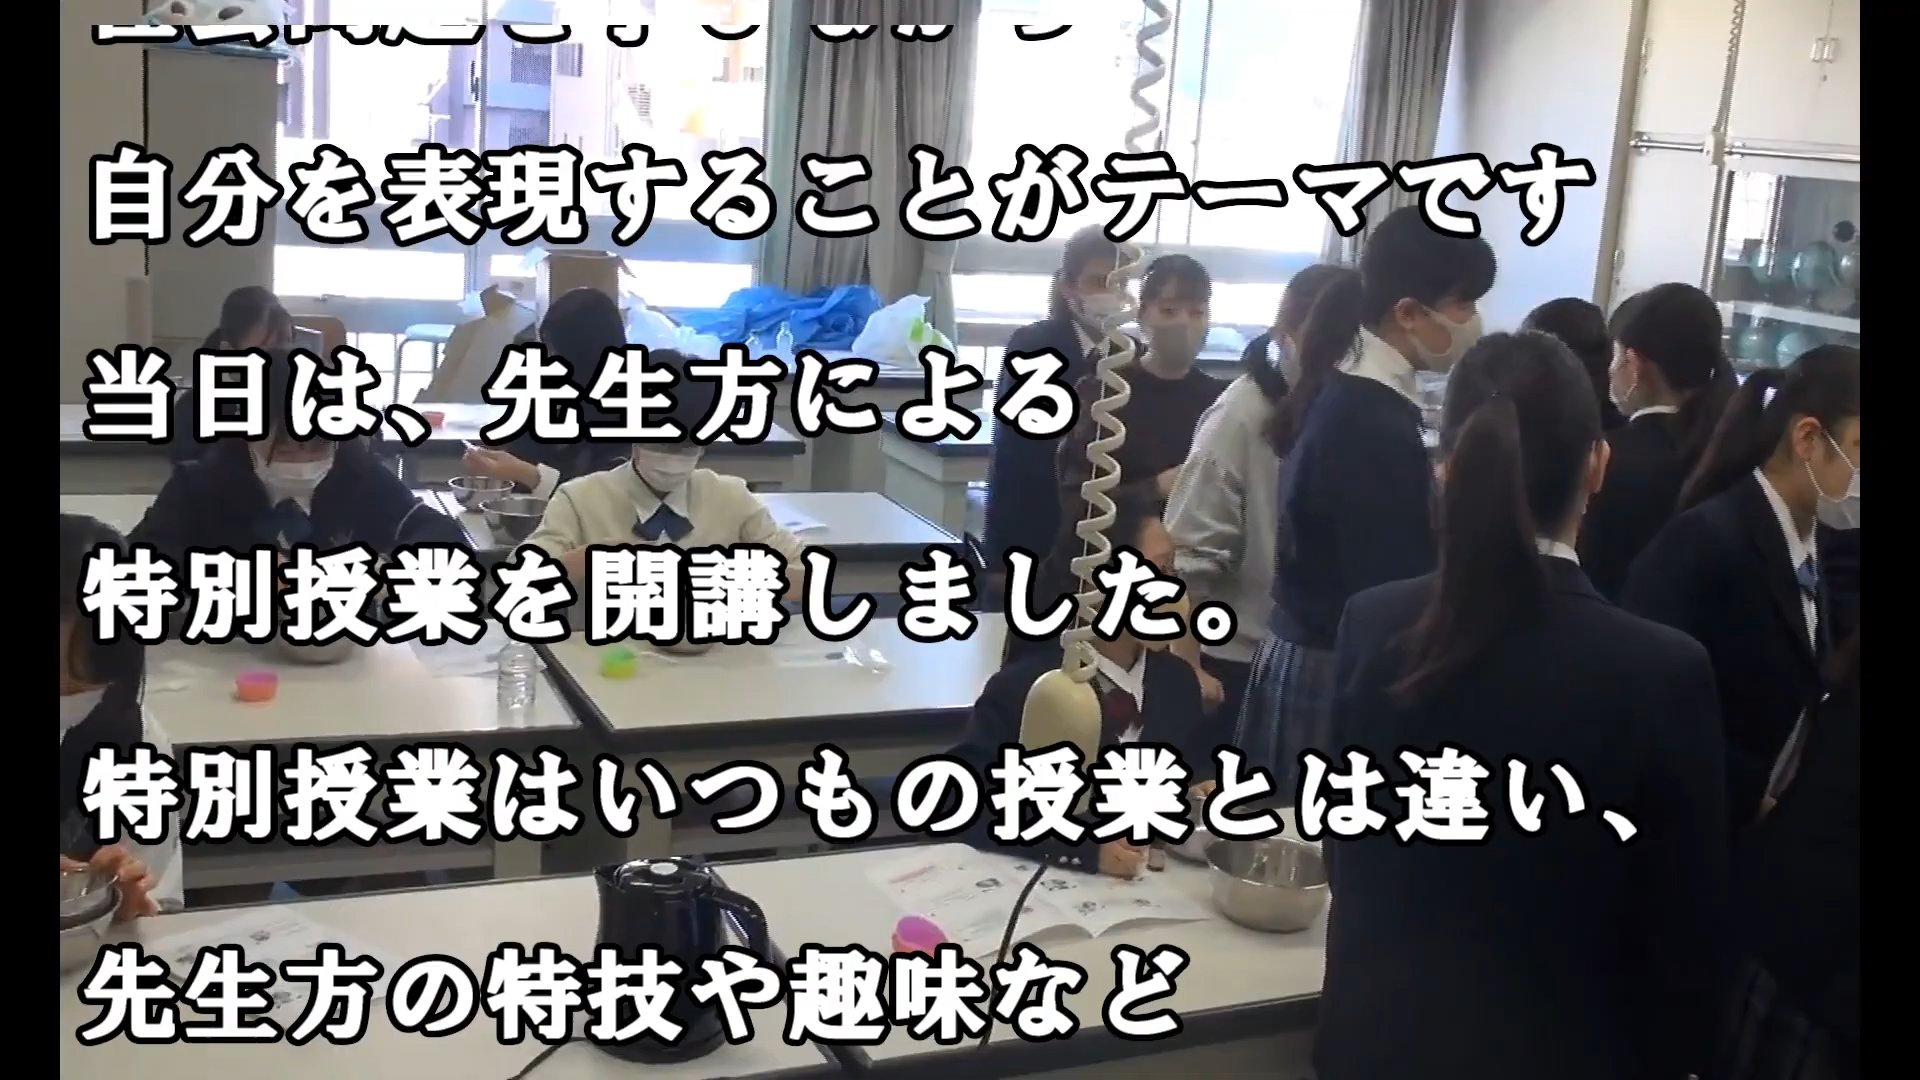 自分を表現することがテーマです
当日は、先生方による
特別授業を開講しました。
特別授業はいつもの授業とは違い、
先生方の特技や趣味など